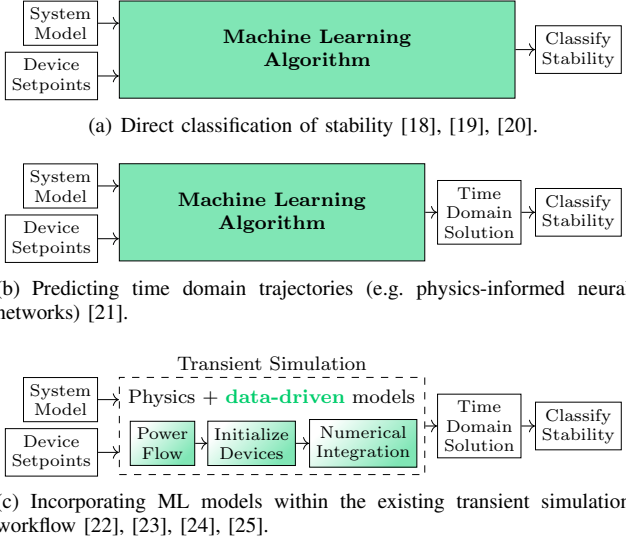 System
Model
Device
Setpoints
Machine Learning
Algorithm
Classify
Stability
(a) Direct classification of stability [18], [19], [20].
System
Model
Device
Setpoints
Machine Learning
Algorithm
Time
Domain
Solution
Classify
Stability
(b) Predicting time domain trajectories (e.g. physics-informed neural
networks) [21].
Transient Simulation
System
Model
Device
Setpoints
Physics + data-driven models
Power
Flow
Initialize
Devices
Numerical
Integration
Time
Domain
Solution
Classify
Stability
(c) Incorporating ML models within the existing transient simulation
workflow [22], [23], [24], [25].